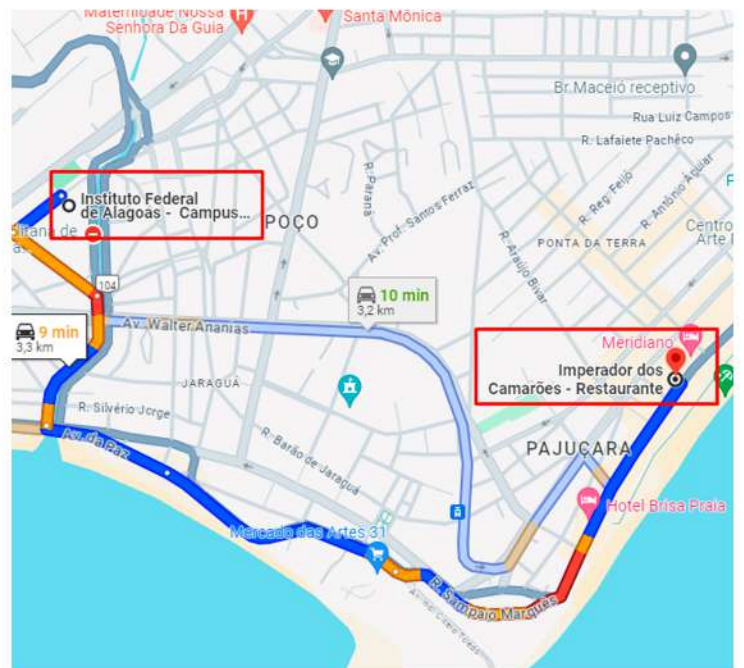 Maternidade Nossa
Senhora Da Guia
Santa Mônica
Br.Maceió receptivo
Rua Luiz Campos
R. Lafaiete Pachêco
R. Paraná
Av. Prof. Samos Ferraz
R. Reg. Feijó
R. Antônio Aguiar
Instituto Federal
de Alagoas - Campus...
POÇO
R. Araújo Bivar
PONTA DA TERRA
Centro
Arte
104
10 min
3,2 km
Av. Walter Ananias
9 min
3,3 km
Meridiano
Imperador dos
Camarões - Restaurante
JARAGUÁ
R. Silvério Jorge
Av. da Paz
R. Barão de Jaraguá
PAJUÇARA
Hotel Brisa Praia
Mercado das Artes 31
R. Sampaio Marquês